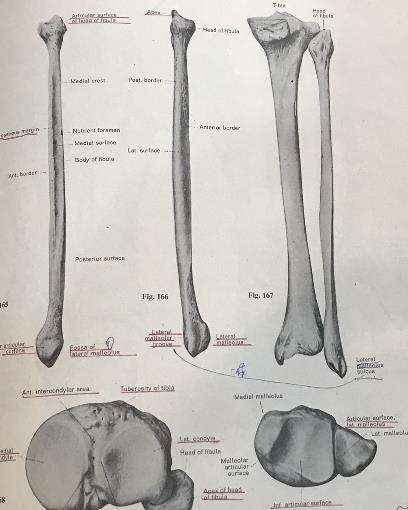 Articular surface
of head of fibula
Apex
Head of fibula
Tibia
Head
of fibula
Medial crest
Post. border
margin
Nutrient foramen
Anterior border
Medial surface
Lat. surface
Body of fibula
Ant. border
Posterior surface
165
Fig. 166
Fig. 167
articular
surface
Fossa of
lateral malleolus
Lateral
malleolar
groove
Lateral
malleolus
Lateral
malleolus
sulcus
Ant. intercondylar area
Tuberosity of tibia
Medial malleolus
Articular surface,
lat. malleolus
Lat. malleolus
Lat. condyle
Head of fibula
Malleolar
articular
surface
Apex of head
of fibula
Inf. articular surface